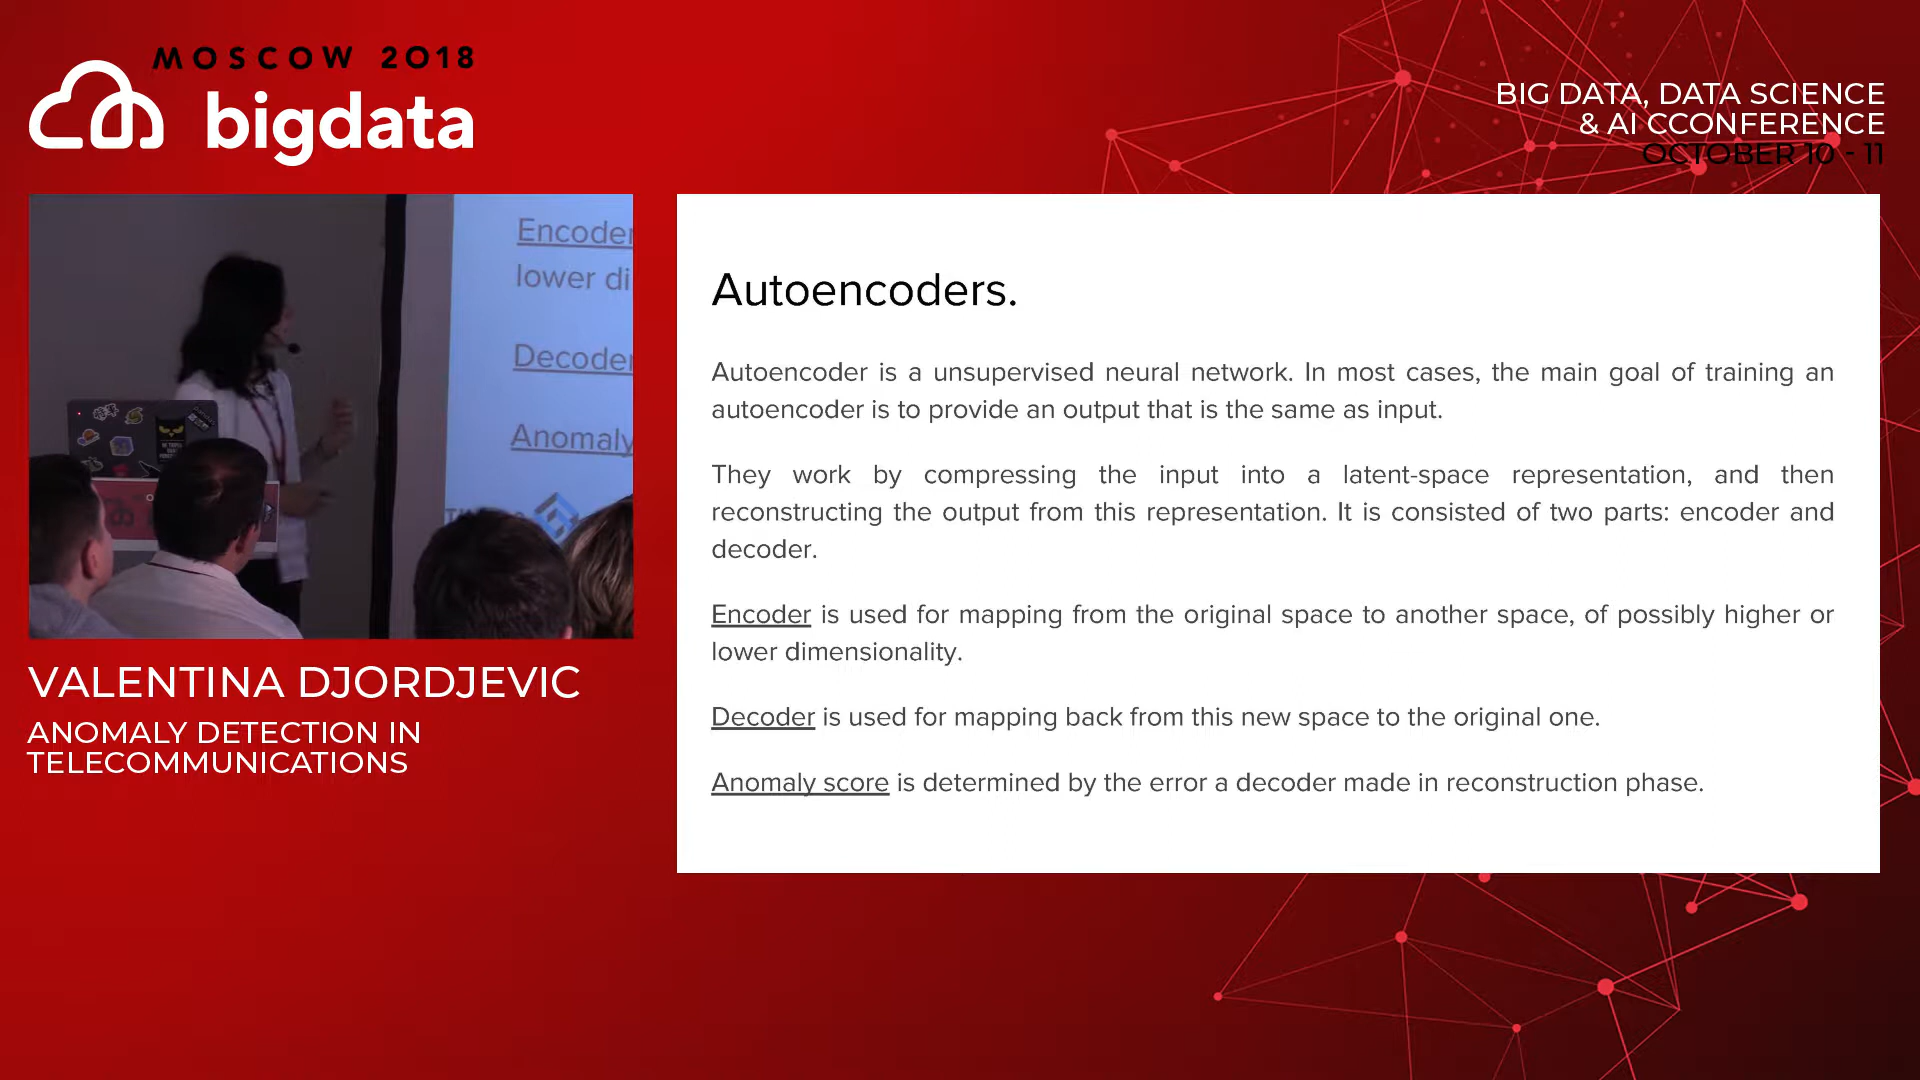 MOSCOW 2018
bigdata
BIG DATA, DATA SCIENCE
& AI CCONFERENCE
OCTOBER 10 - 11
Encoder
lower di
Decoder
Anomaly
VALENTINA DJORDJEVIC
ANOMALY DETECTION IN
TELECOMMUNICATIONS
Autoencoders.
Autoencoder is a unsupervised neural network. In most cases, the main goal of training an
autoencoder is to provide an output that is the same as input.
They work by compressing the input into a latent-space representation, and then
reconstructing the output from this representation. It is consisted of two parts: encoder and
decoder.
Encoder is used for mapping from the original space to another space, of possibly higher or
lower dimensionality.
Decoder is used for mapping back from this new space to the original one.
Anomaly score is determined by the error a decoder made in reconstruction phase.